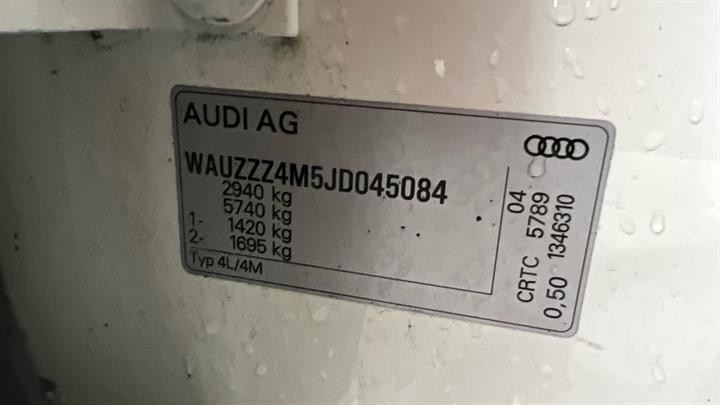 AUDI AG
WAUZZZ4M5JD045084
2940 kg
5740 kg
1- 1420 kg
2- 1695 kg
Typ 4L/4M
04
CRTC 5789
0,50 1346310